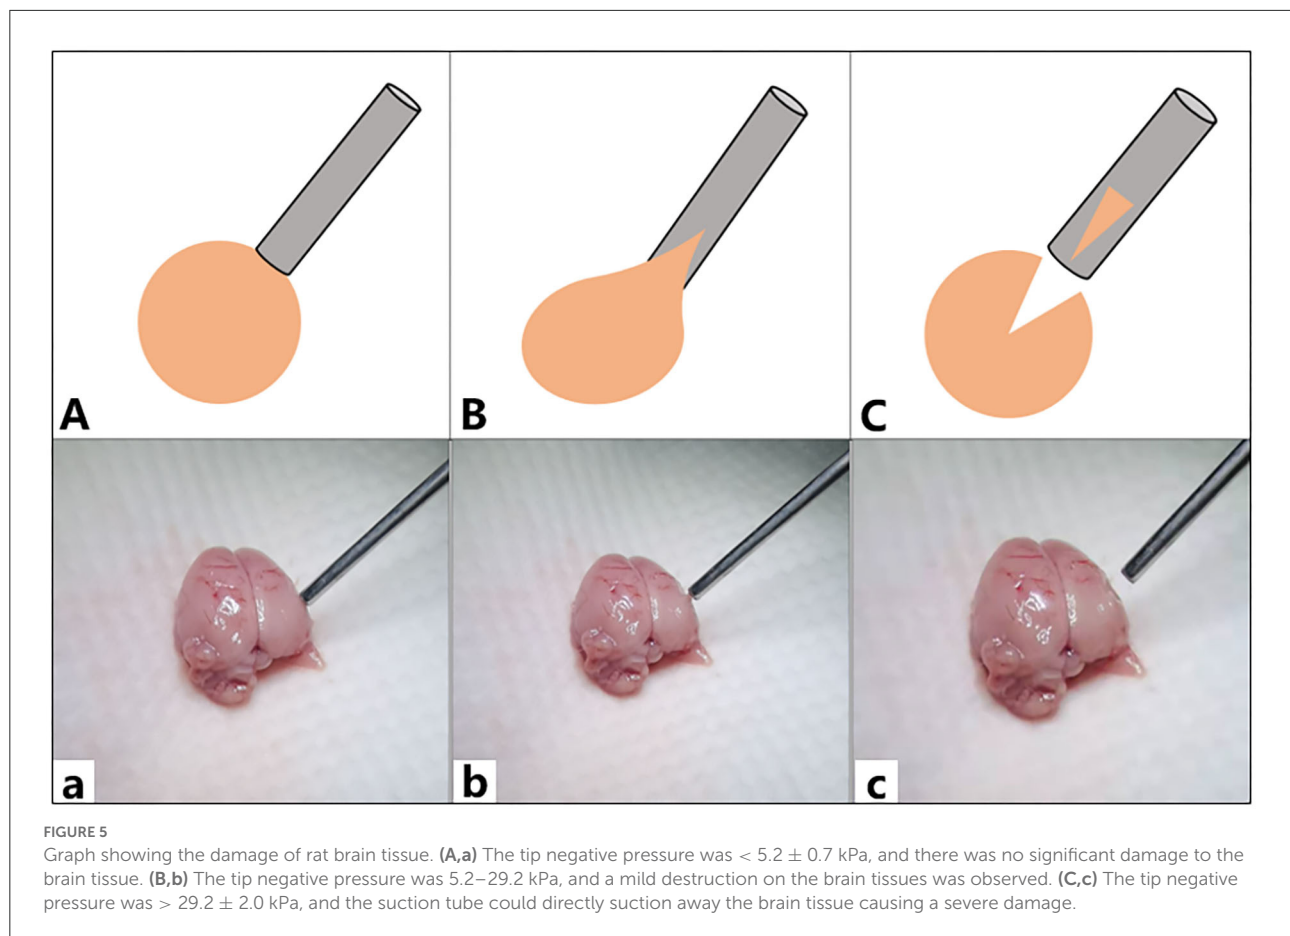 A
B
C
a
b
c
FIGURE 5
Graph showing the damage of rat brain tissue. (A,a) The tip negative pressure was < 5.2 ± 0.7 kPa, and there was no significant damage to the
brain tissue. (B,b) The tip negative pressure was 5.2–29.2 kPa, and a mild destruction on the brain tissues was observed. (C,c) The tip negative
pressure was > 29.2 ± 2.0 kPa, and the suction tube could directly suction away the brain tissue causing a severe damage.